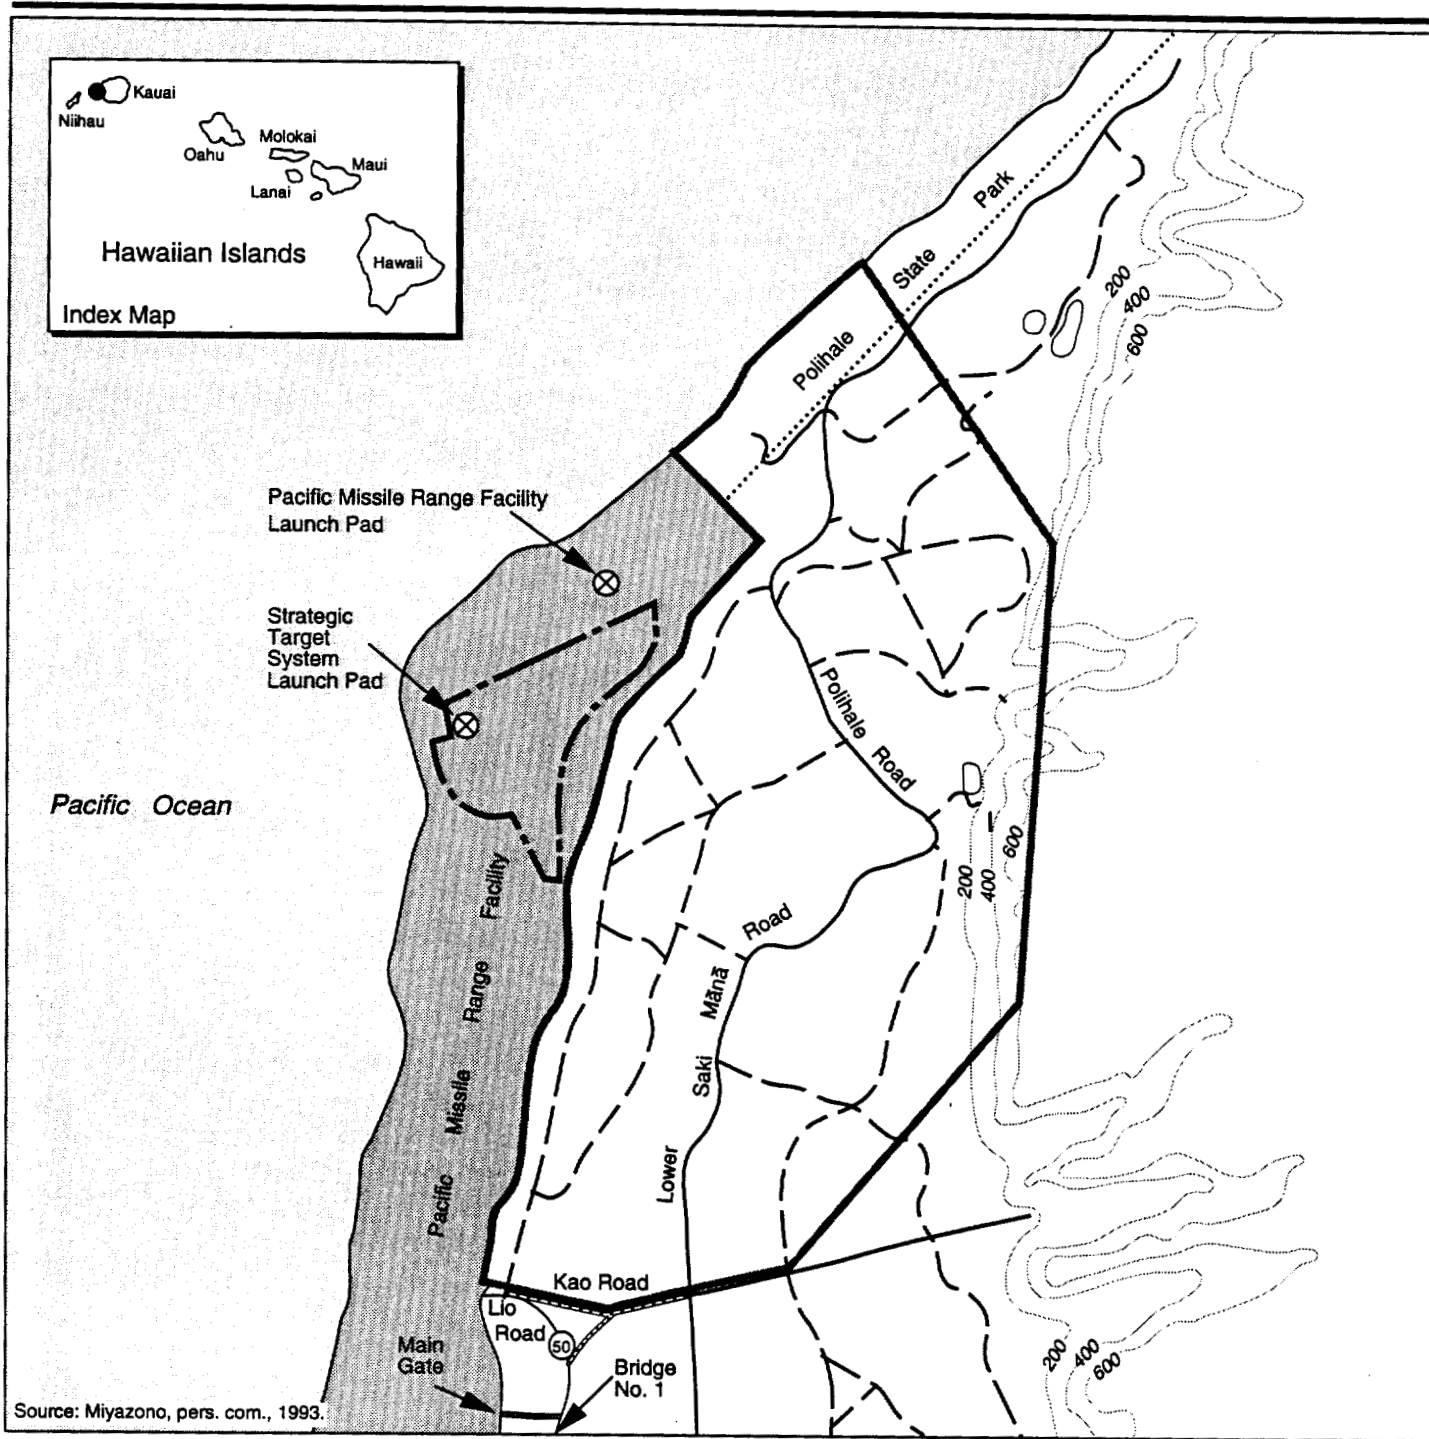 Kauai
Niihau
Oahu
Molokai
Maui
Lanai
Hawaiian Islands
Hawaii
Index Map
Polihale State Park
200
400
600
Pacific Missile Range Facility
Launch Pad
Strategic
Target
System
Launch Pad
Polihale Road
Pacific Ocean
600
200
400
Pacific Missile Range Facility
Lower Saki Mānā Road
Kao Road
Lio
Road
50
Main
Gate
Bridge
No. 1
200
400
600
Source: Miyazono, pers. com., 1993.